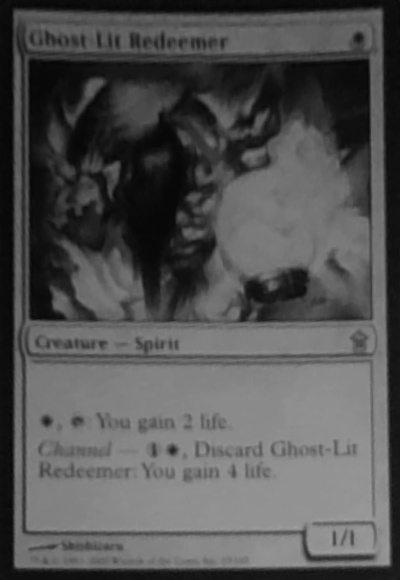 Ghost-Lit Redeemer
Creature — Spirit
, : You gain 2 life.
Channel — 1, Discard Ghost-Lit
Redeemer: You gain 4 life.
1/1